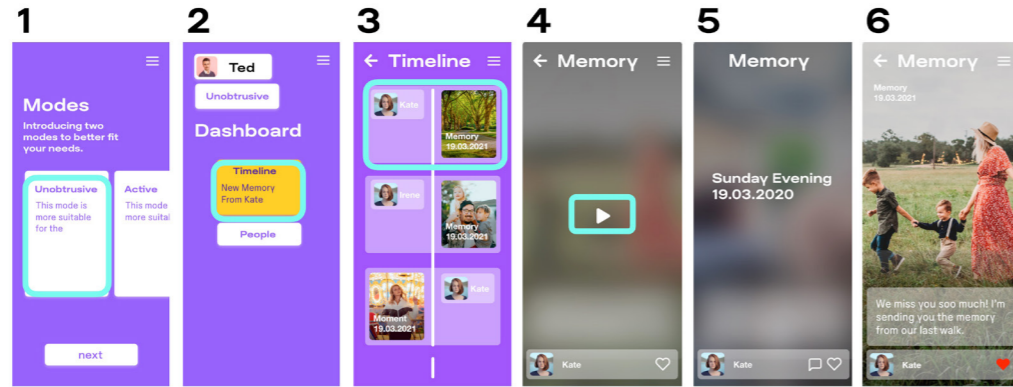 1
2
3
4
5
6
Modes
Introducing two
modes to better fit
your needs.
Unobtrusive
This mode is
more suitable
for the
Active
This mode
more suital
next
Ted
Unobtrusive
Dashboard
Timeline
New Memory
From Kate
People
Timeline
Kate
Memory
19.03.2021
Irene
Memory
19.03.2021
Moment
19.03.2021
Kate
Memory
Kate
Memory
Sunday Evening
19.03.2020
Kate
Memory
Memory
19.03.2021
We miss you soo much! I'm
sending you the memory
from our last walk.
Kate